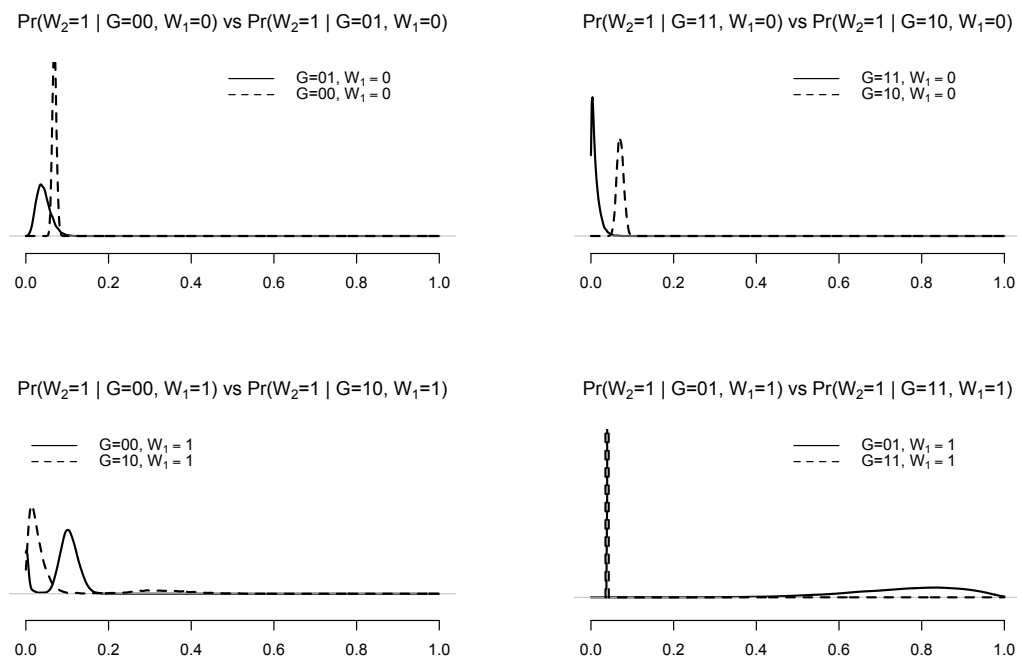 Pr(W₂=1 | G=00, W₁=0) vs Pr(W₂=1 | G=01, W₁=0)
G=01, W₁ = 0
G=00, W₁ = 0
0.0 0.2 0.4 0.6 0.8 1.0
Pr(W₂=1 | G=11, W₁=0) vs Pr(W₂=1 | G=10, W₁=0)
G=11, W₁ = 0
G=10, W₁ = 0
0.0 0.2 0.4 0.6 0.8 1.0
Pr(W₂=1 | G=00, W₁=1) vs Pr(W₂=1 | G=10, W₁=1)
G=00, W₁ = 1
G=10, W₁ = 1
0.0 0.2 0.4 0.6 0.8 1.0
Pr(W₂=1 | G=01, W₁=1) vs Pr(W₂=1 | G=11, W₁=1)
G=01, W₁ = 1
G=11, W₁ = 1
0.0 0.2 0.4 0.6 0.8 1.0